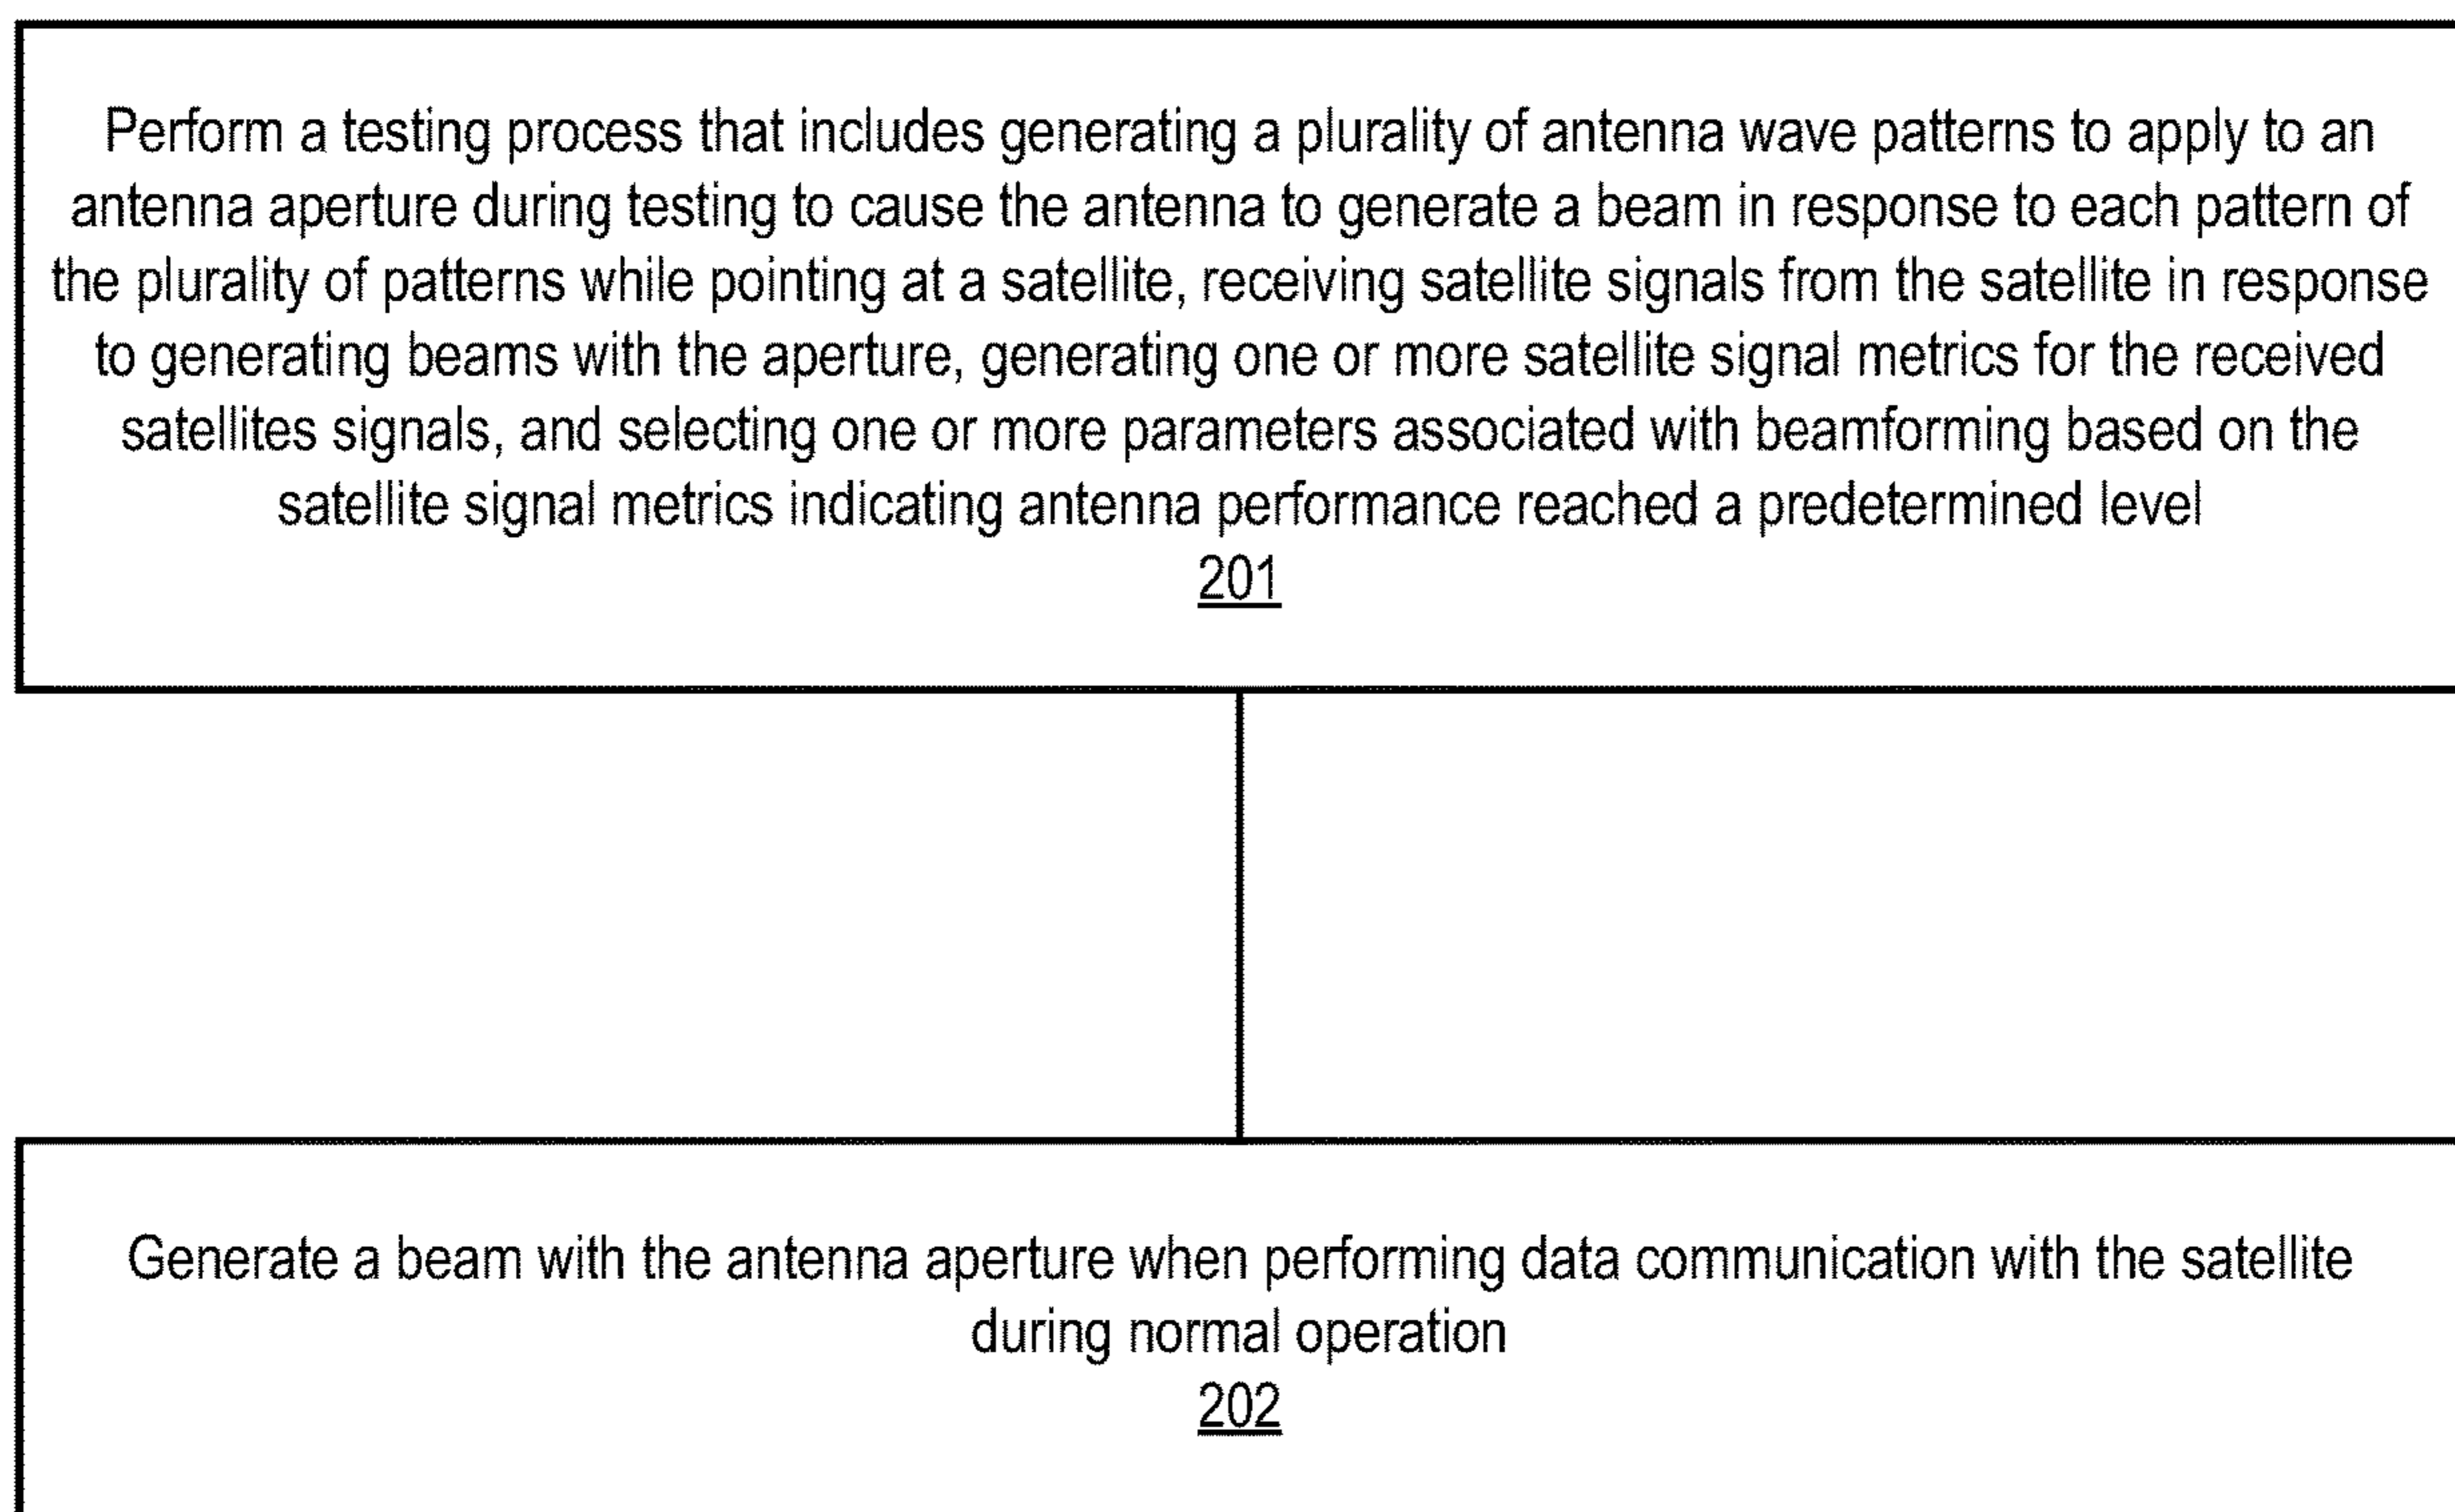 Perform a testing process that includes generating a plurality of antenna wave patterns to apply to an
antenna aperture during testing to cause the antenna to generate a beam in response to each pattern of
the plurality of patterns while pointing at a satellite, receiving satellite signals from the satellite in response
to generating beams with the aperture, generating one or more satellite signal metrics for the received
satellites signals, and selecting one or more parameters associated with beamforming based on the
satellite signal metrics indicating antenna performance reached a predetermined level
201
Generate a beam with the antenna aperture when performing data communication with the satellite
during normal operation
202